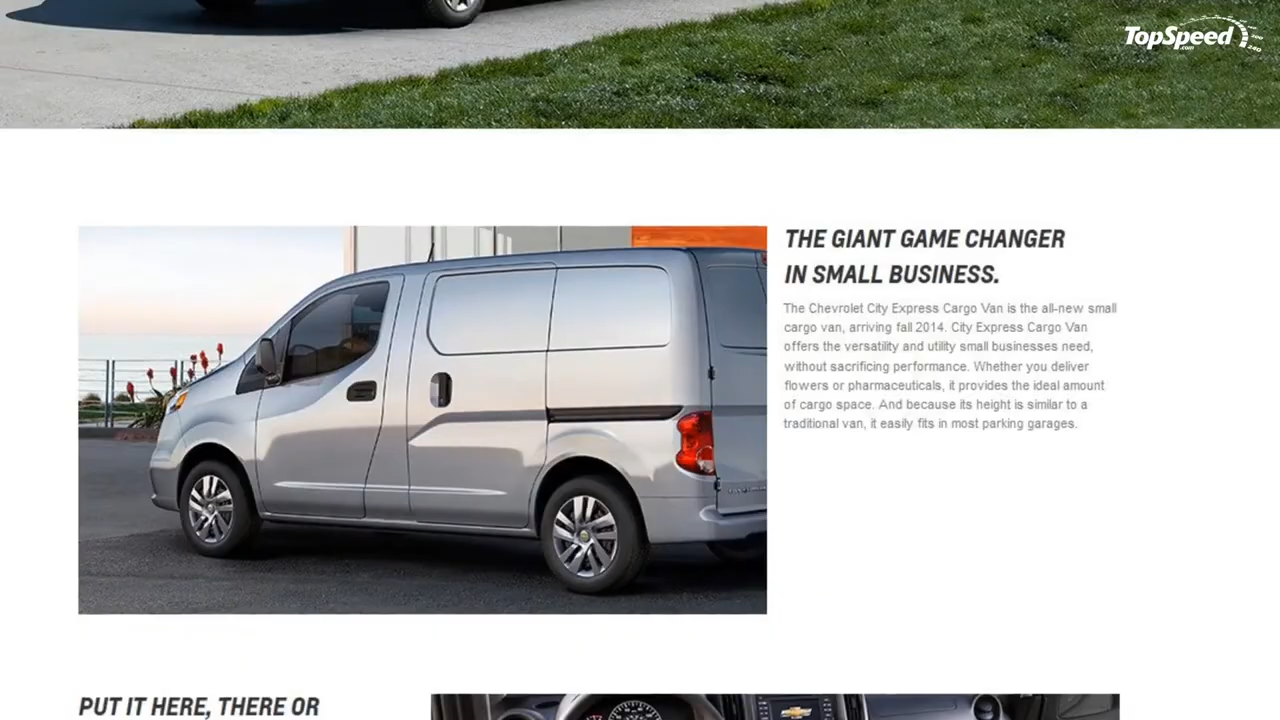 TopSpeed
.com
240
THE GIANT GAME CHANGER
IN SMALL BUSINESS.
The Chevrolet City Express Cargo Van is the all-new small
cargo van, arriving fall 2014. City Express Cargo Van
offers the versatility and utility small businesses need,
without sacrificing performance. Whether you deliver
flowers or pharmaceuticals, it provides the ideal amount
of cargo space. And because its height is similar to a
traditional van, it easily fits in most parking garages.
PUT IT HERE, THERE OR
CHEVROLET